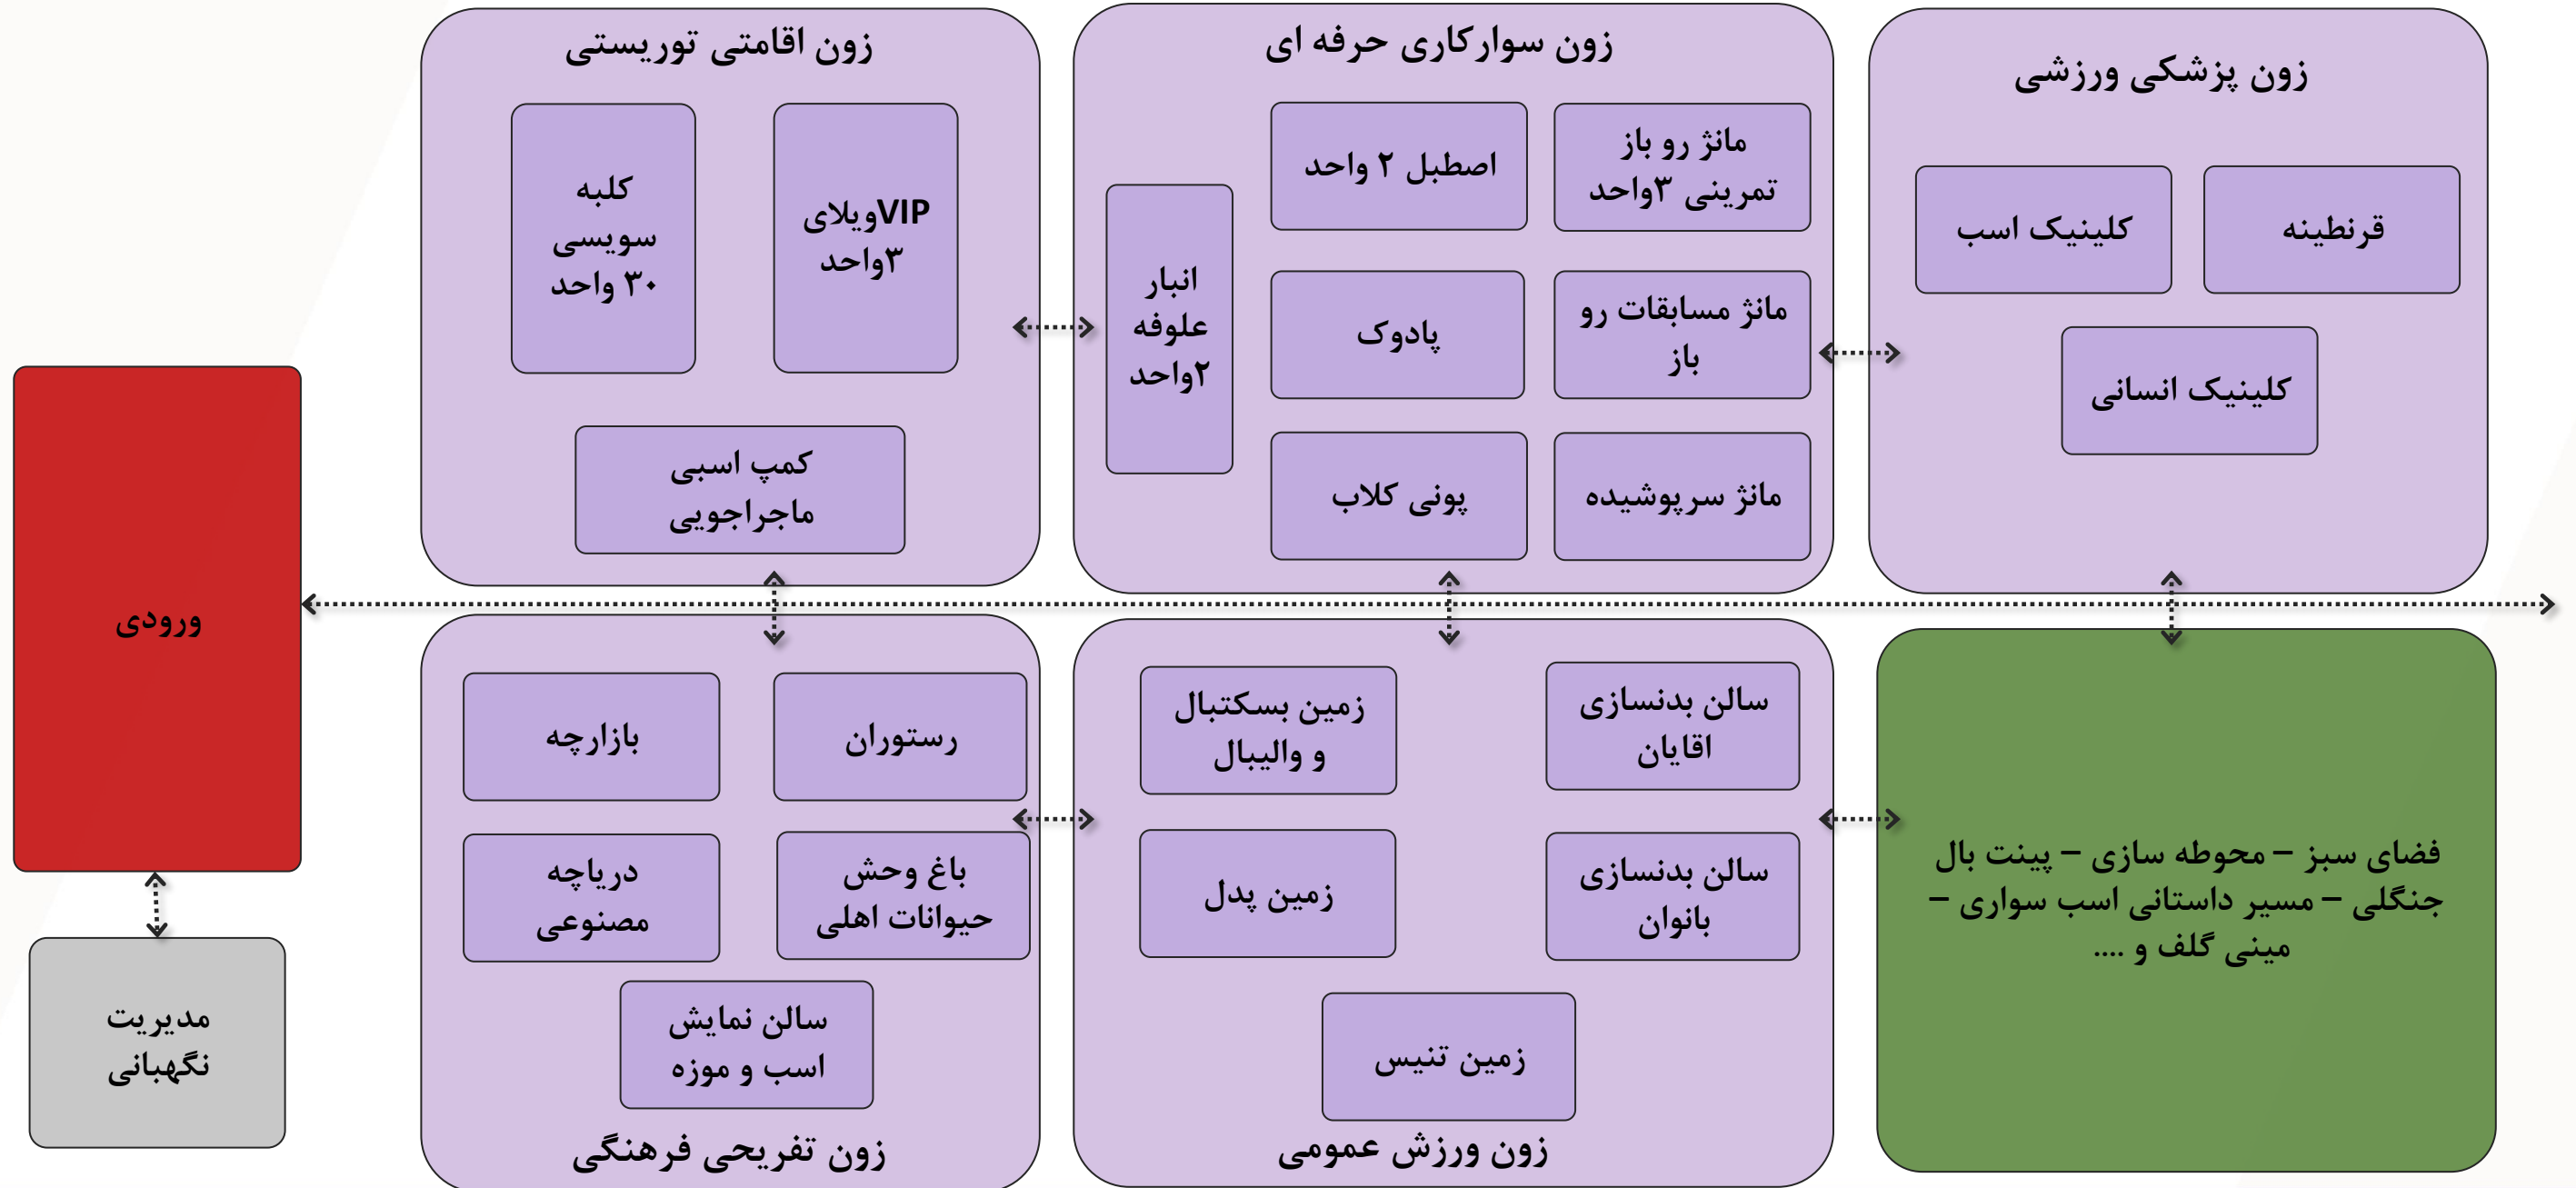 زون پزشکی ورزشی
قرنطینه
کلینیک اسب
کلینیک انسانی
زون سوارکاری حرفه ای
مانژ رو باز
تمرینی ۳واحد
اصطبل ۲ واحد
مانژ مسابقات رو
باز
پادوک
مانژ سرپوشیده
پونی کلاب
انبار
علوفه
۲واحد
زون اقامتی توریستی
VIPویلای
۳واحد
کلبه
سویسی
۳۰ واحد
کمپ اسبی
ماجراجویی
ورودی
مدیریت
نگهبانی
فضای سبز – محوطه سازی – پینت بال
جنگلی – مسیر داستانی اسب سواری –
مینی گلف و ....
سالن بدنسازی
اقایان
زمین بسکتبال
و والیبال
سالن بدنسازی
بانوان
زمین پدل
زمین تنیس
زون ورزش عمومی
رستوران
بازارچه
باغ وحش
حیوانات اهلی
دریاچه
مصنوعی
سالن نمایش
اسب و موزه
زون تفریحی فرهنگی